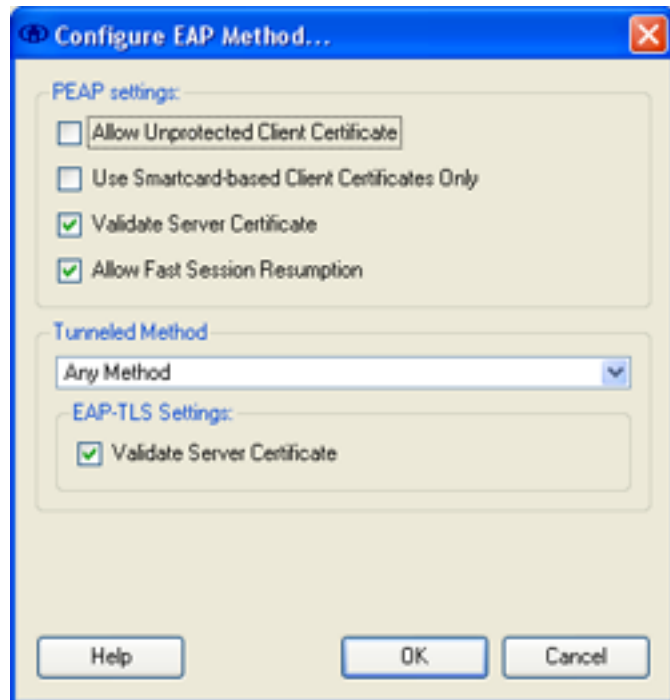 Configure EAP Method...
PEAP settings:
Allow Unprotected Client Certificate
Use Smartcard-based Client Certificates Only
Validate Server Certificate
Allow Fast Session Resumption
Tunneled Method
Any Method
EAP-TLS Settings:
Validate Server Certificate
Help
OK
Cancel